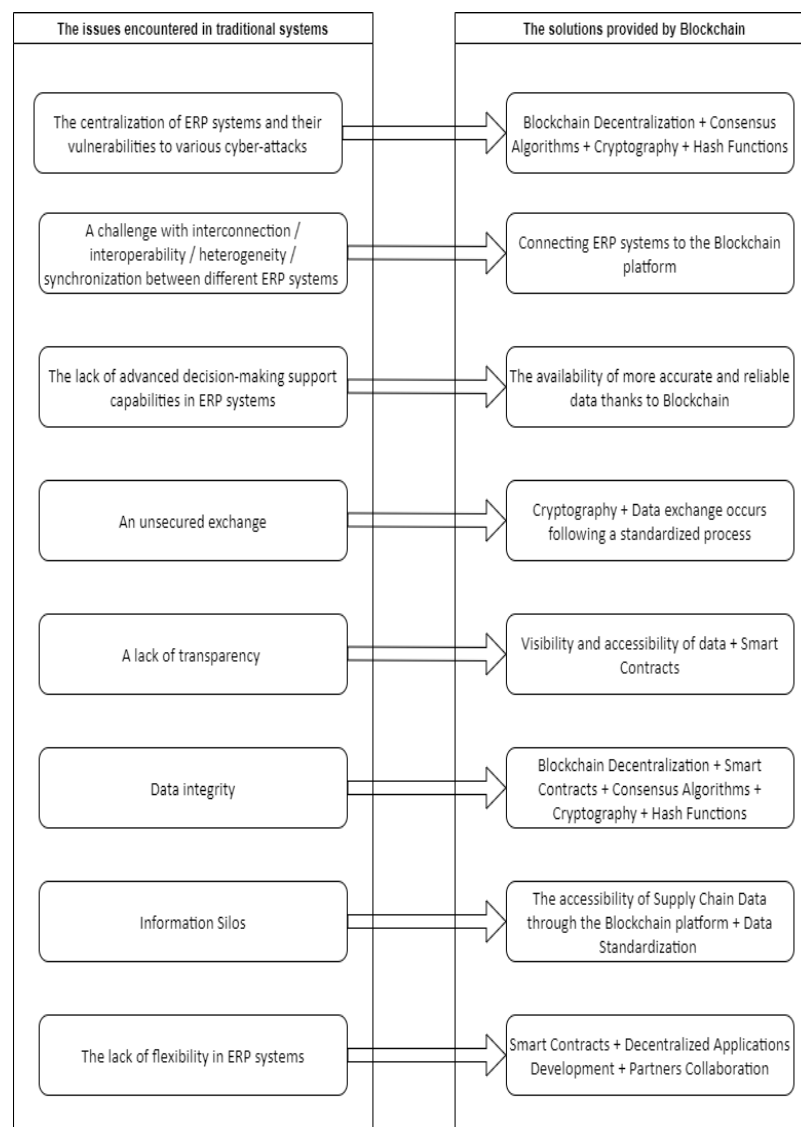 The issues encountered in traditional systems
The solutions provided by Blockchain
The centralization of ERP systems and their
vulnerabilities to various cyber-attacks
Blockchain Decentralization + Consensus
Algorithms + Cryptography + Hash Functions
A challenge with interconnection /
interoperability / heterogeneity /
synchronization between different ERP systems
Connecting ERP systems to the Blockchain
platform
The lack of advanced decision-making support
capabilities in ERP systems
The availability of more accurate and reliable
data thanks to Blockchain
An unsecured exchange
Cryptography + Data exchange occurs
following a standardized process
A lack of transparency
Visibility and accessibility of data + Smart
Contracts
Data integrity
Blockchain Decentralization + Smart
Contracts + Consensus Algorithms +
Cryptography + Hash Functions
Information Silos
The accessibility of Supply Chain Data
through the Blockchain platform + Data
Standardization
The lack of flexibility in ERP systems
Smart Contracts + Decentralized Applications
Development + Partners Collaboration